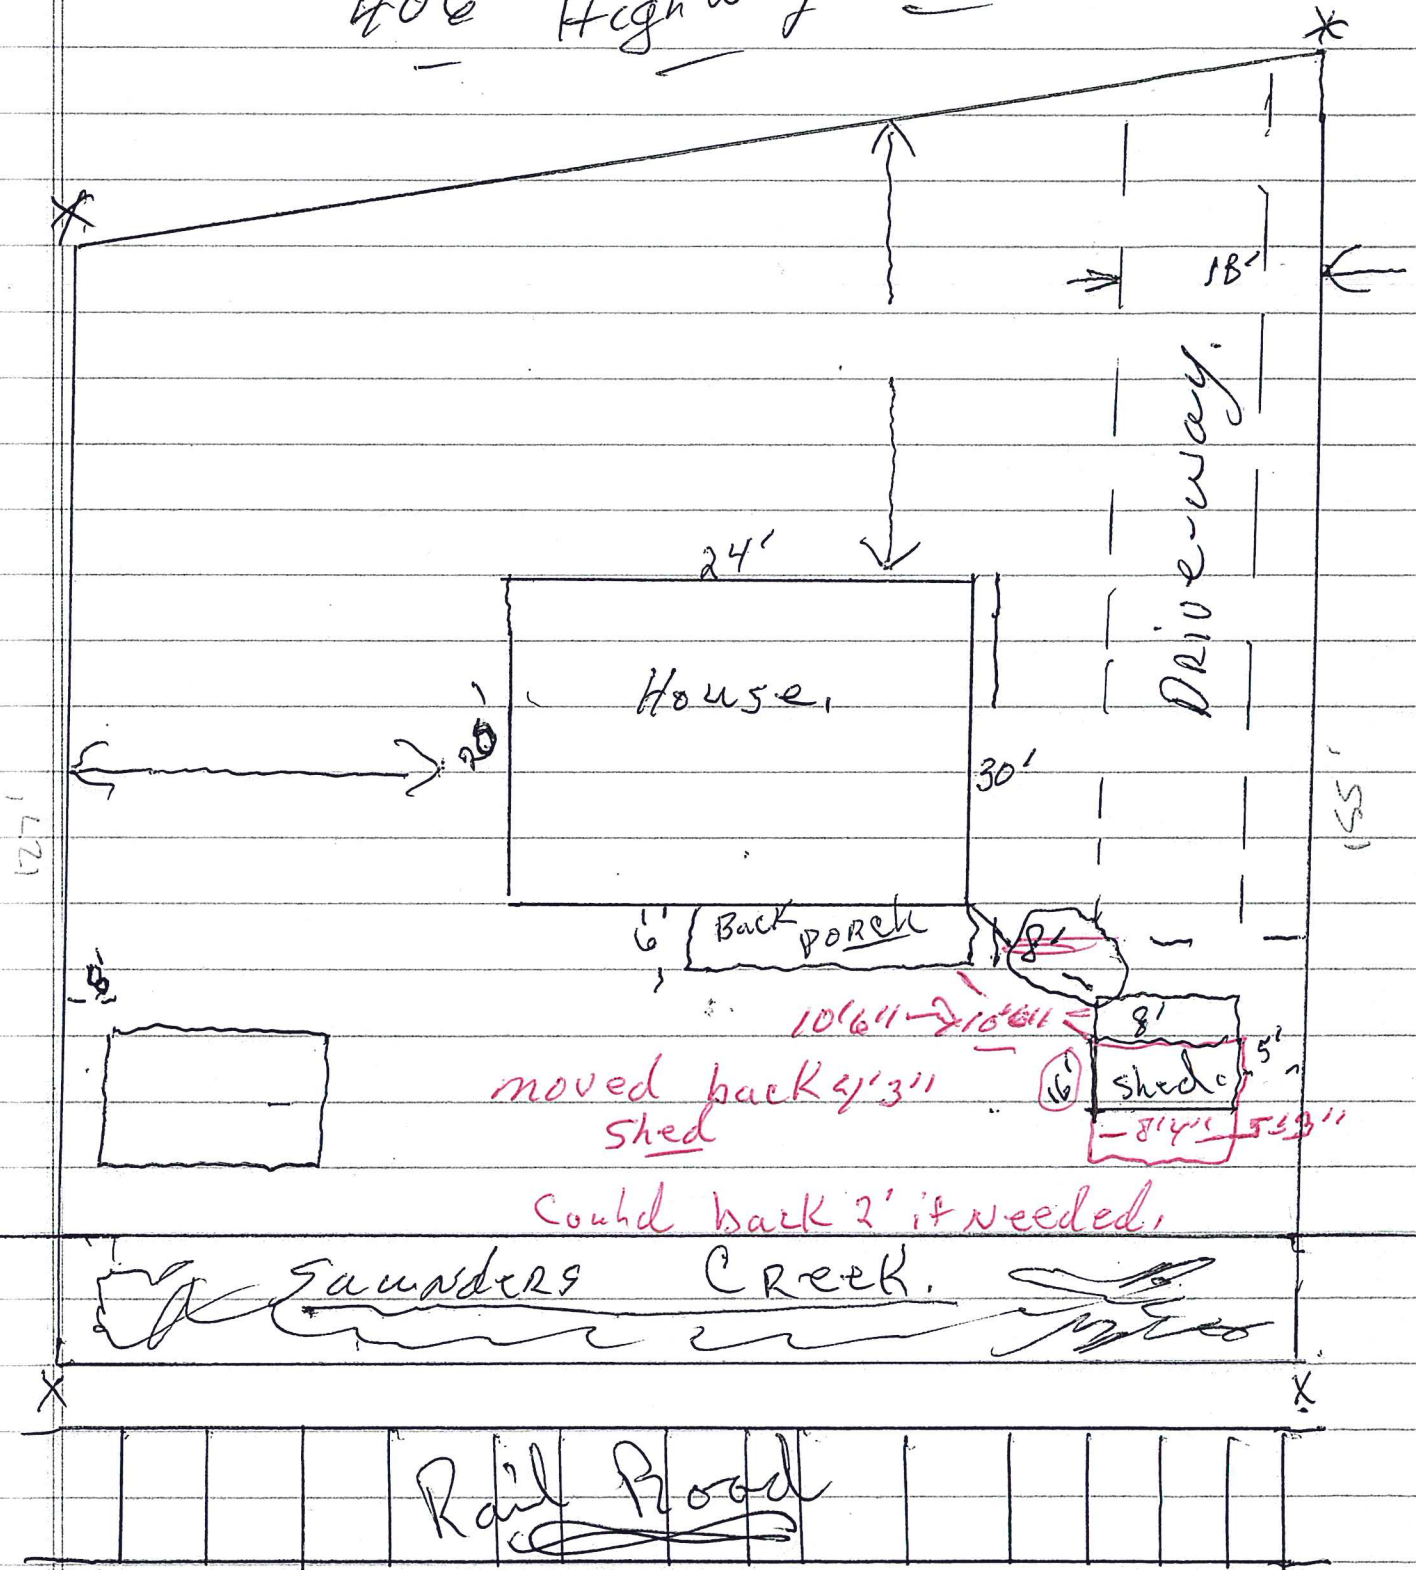 406 Highway
18'
Drive-way.
24'
House.
20'
30'
127'
155'
6'
Back porch
8'
8'
10'6" → 10'6"
8'
5'
moved back 4'3"
16'
shed
Shed
8'4" 5'3"
Could back 2' if needed.
Saunders Creek.
Rail Road